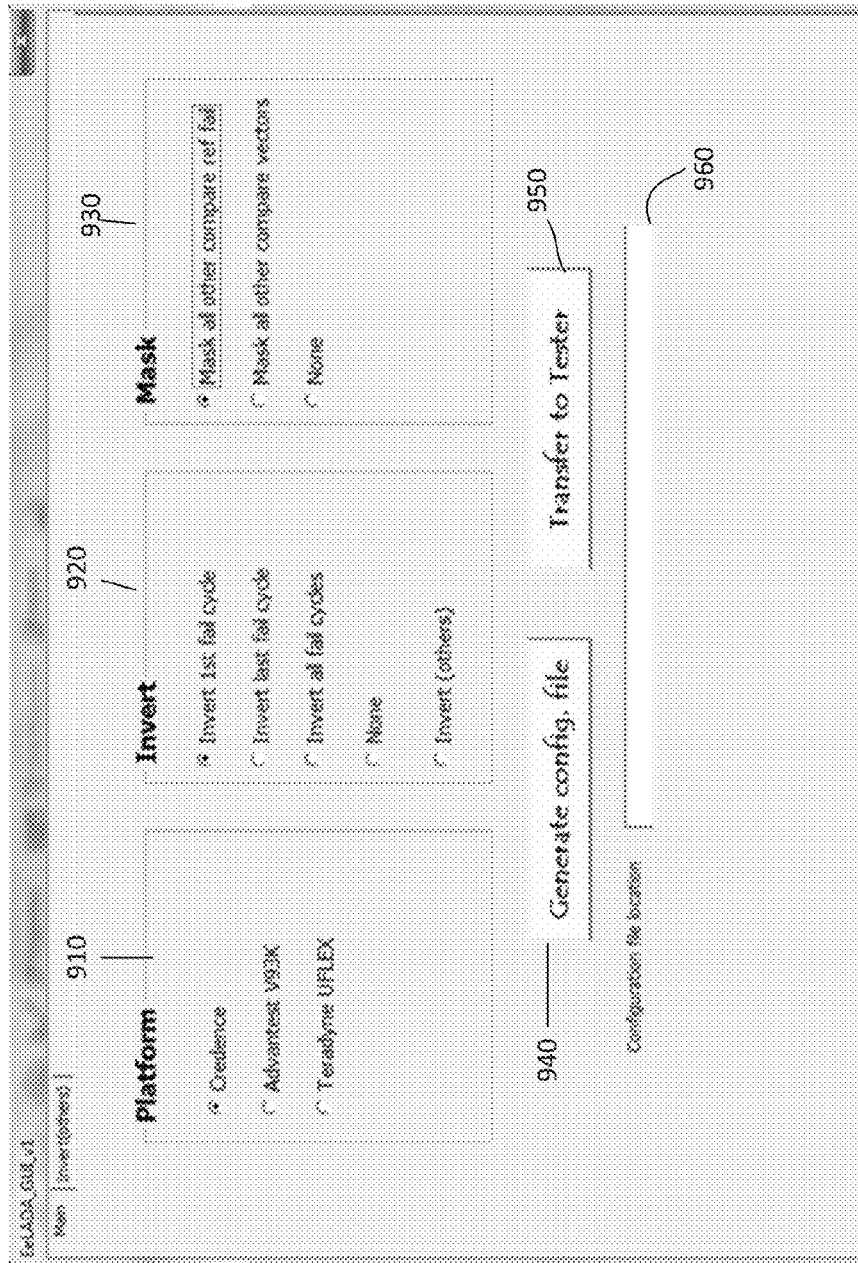 EeLADA_GUI_v1
Main Invert(others)
910
920
930
Platform
Credence
Advantest V93K
Teradyne UFLEX
Invert
Invert 1st fail cycle
Invert last fail cycle
Invert all fail cycles
None
Invert (others)
Mask
Mask all other compare ref fail
Mask all other compare vectors
None
940
Generate config. file
Transfer to Tester
950
Configuration file location
960